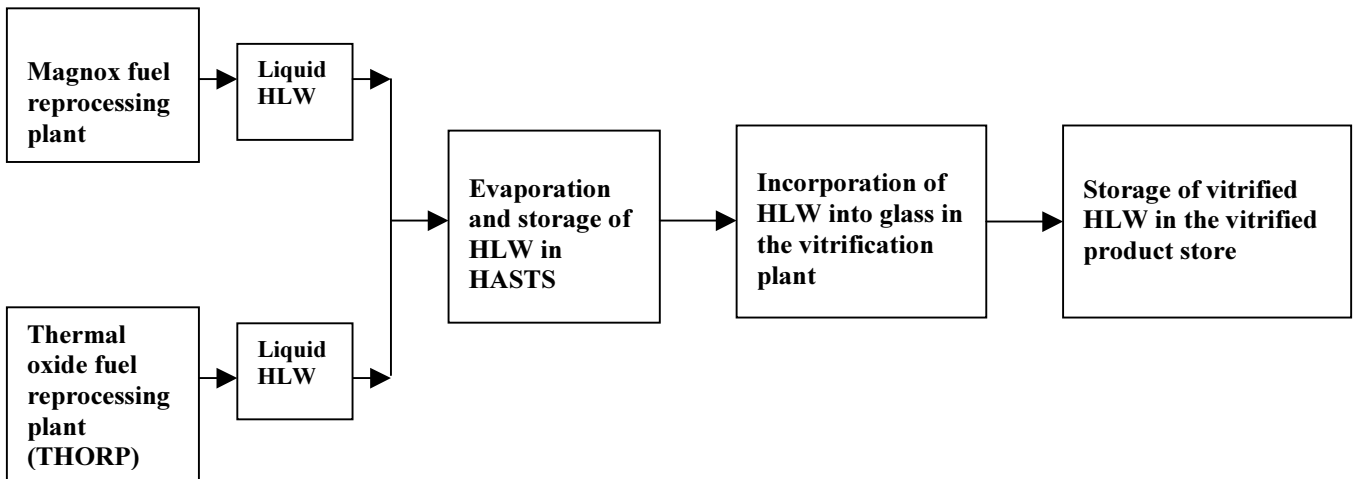 Magnox fuel
reprocessing
plant
Liquid
HLW
Thermal
oxide fuel
reprocessing
plant
(THORP)
Liquid
HLW
Evaporation
and storage of
HLW in
HASTS
Incorporation of
HLW into glass in
the vitrification
plant
Storage of vitrified
HLW in the vitrified
product store